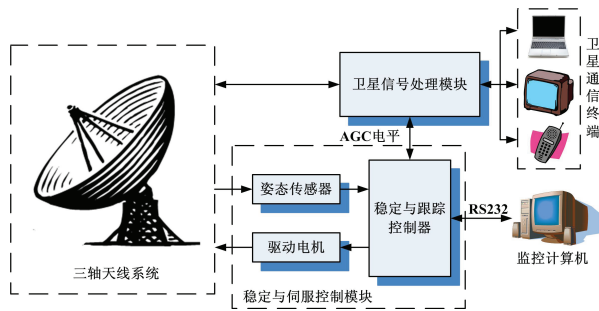 卫星信号处理模块
卫星通信终端
AGC电平
姿态传感器
稳定与跟踪
控制器
RS232
驱动电机
监控计算机
三轴天线系统
稳定与伺服控制模块